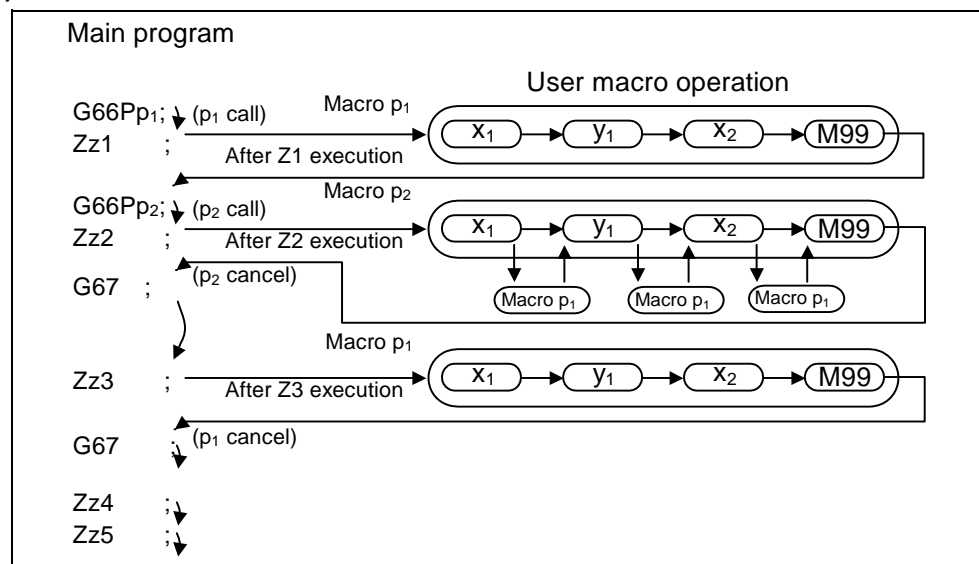 )
Main program
User macro operation
G66Pp₁; (p₁ call) Macro p₁
x₁ y₁ x₂ M99
Zz1 ;
After Z1 execution
Macro p₂
G66Pp₂; (p₂ call)
x₁ y₁ x₂ M99
Zz2 ; After Z2 execution
(p₂ cancel)
G67 ;
Macro p₁ Macro p₁ Macro p₁
Macro p₁
Zz3 ;
x₁ y₁ x₂ M99
After Z3 execution
(p₁ cancel)
G67 ;
Zz4 ;
Zz5 ;